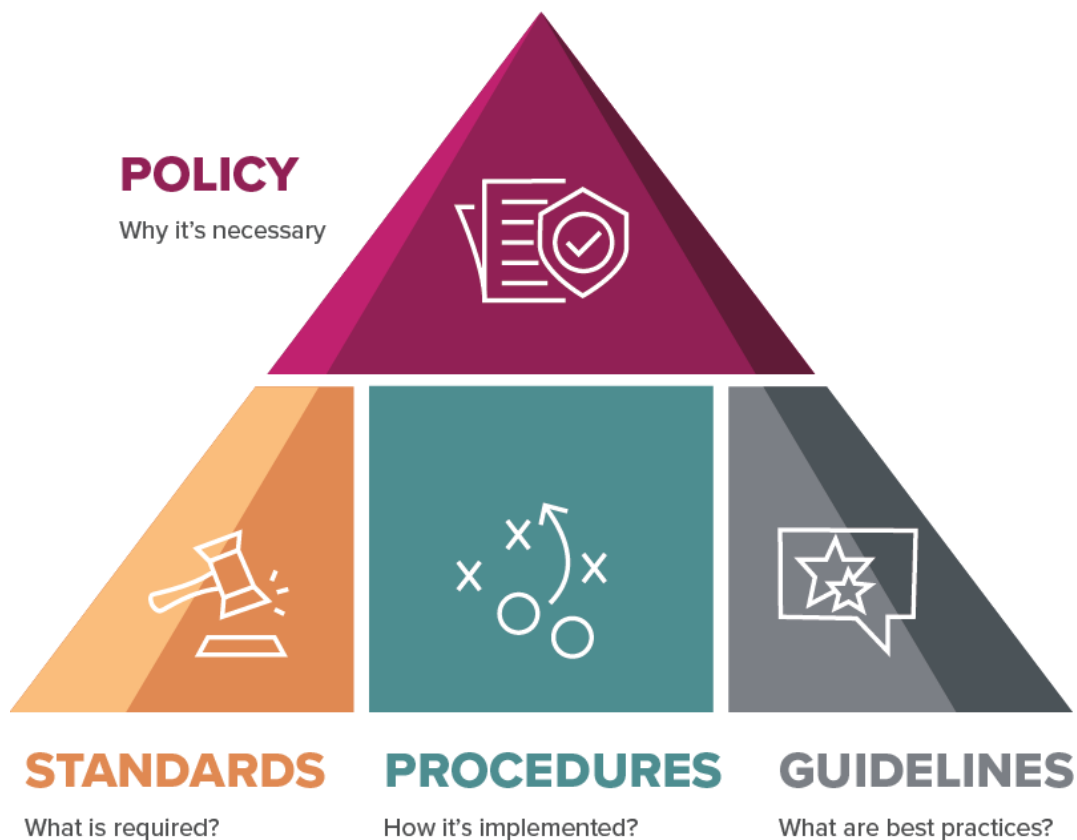 POLICY
Why it’s necessary
STANDARDS
What is required?
PROCEDURES
How it’s implemented?
GUIDELINES
What are best practices?